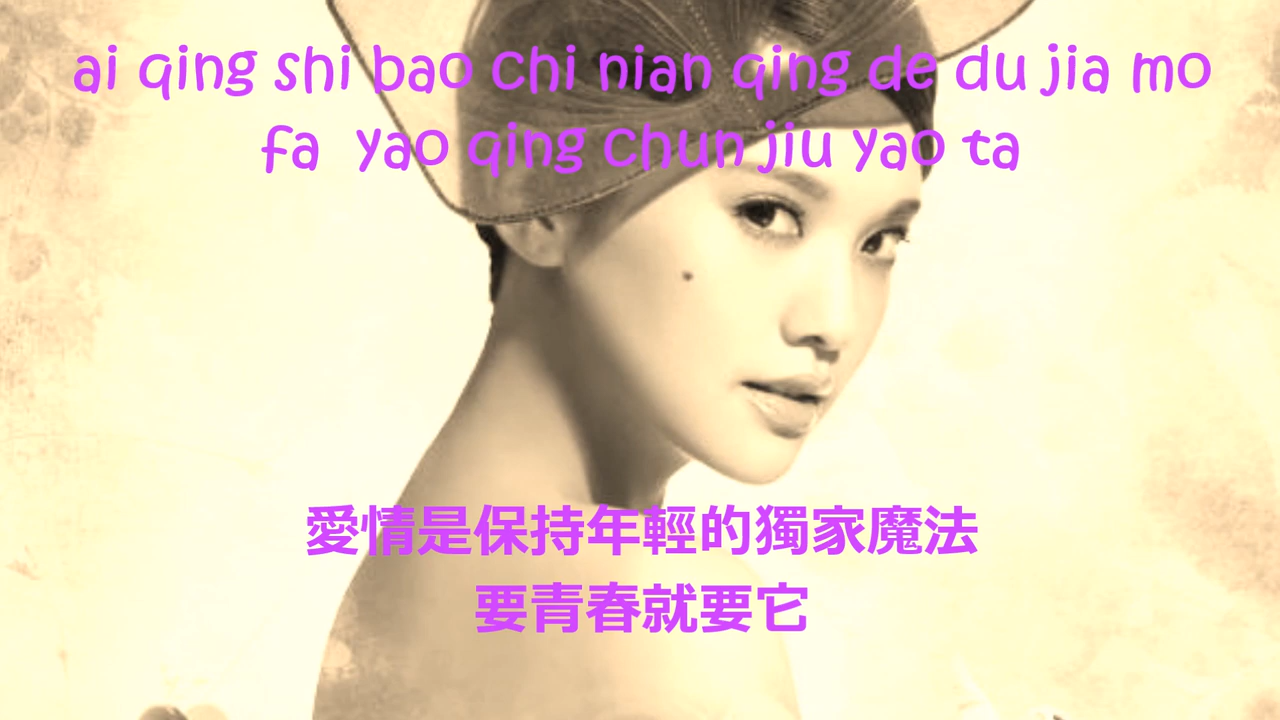 ai qing shi bao chi nian qing de du jia mo
fa  yao qing chun jiu yao ta
愛情是保持年輕的獨家魔法
要青春就要它